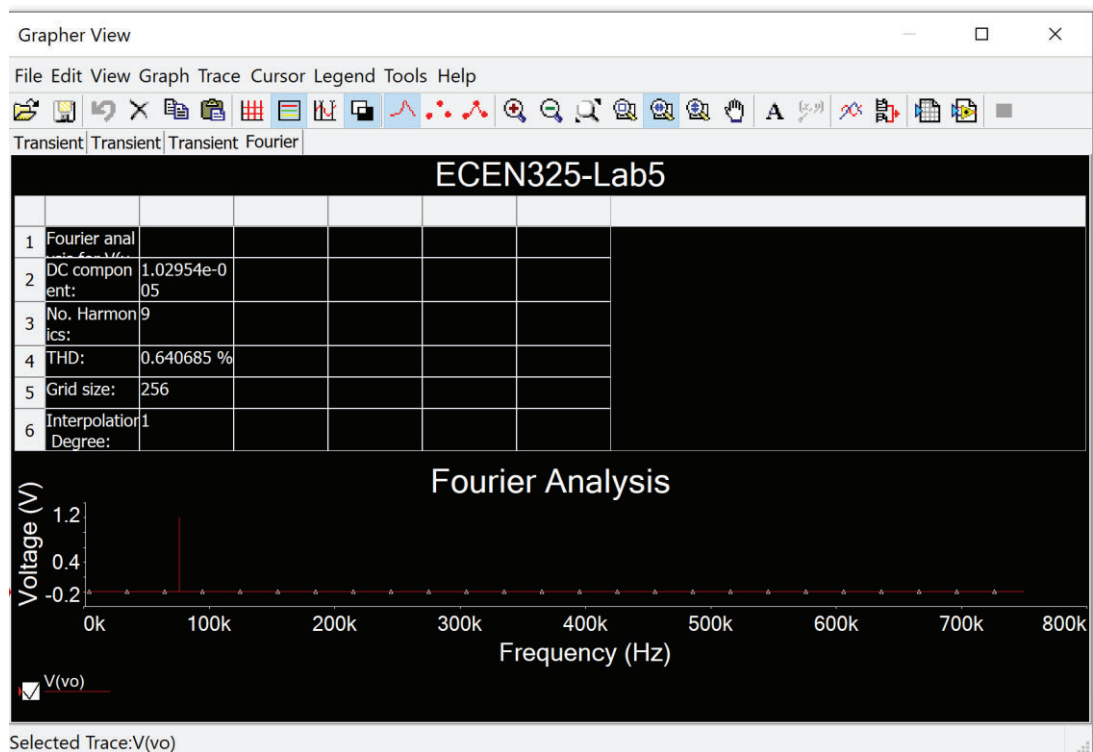 Grapher View
File Edit View Graph Trace Cursor Legend Tools Help
A
Transient Transient Transient Fourier
ECEN325-Lab5
1 Fourier anal
2 DC compon 1.02954e-0
ent: 05
3 No. Harmon 9
ics:
4 THD: 0.640685 %
5 Grid size: 256
6 Interpolation 1
Degree:
Fourier Analysis
Voltage (V)
1.2
0.4
-0.2
0k 100k 200k 300k 400k 500k 600k 700k 800k
Frequency (Hz)
V(vo)
Selected Trace:V(vo)